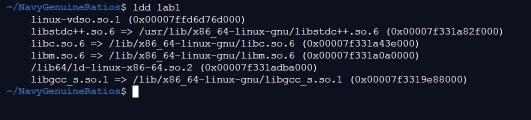 ~/NavyGenuineRatios$ ldd lab1
linux-vdso.so.1 (0x00007ffd6d76d000)
libstdc++.so.6 => /usr/lib/x86_64-linux-gnu/libstdc++.so.6 (0x00007f331a82f000)
libc.so.6 => /lib/x86_64-linux-gnu/libc.so.6 (0x00007f331a43e000)
libm.so.6 => /lib/x86_64-linux-gnu/libm.so.6 (0x00007f331a0a0000)
/lib64/ld-linux-x86-64.so.2 (0x00007f331adba000)
libgcc_s.so.1 => /lib/x86_64-linux-gnu/libgcc_s.so.1 (0x00007f3319e88000)
~/NavyGenuineRatios$